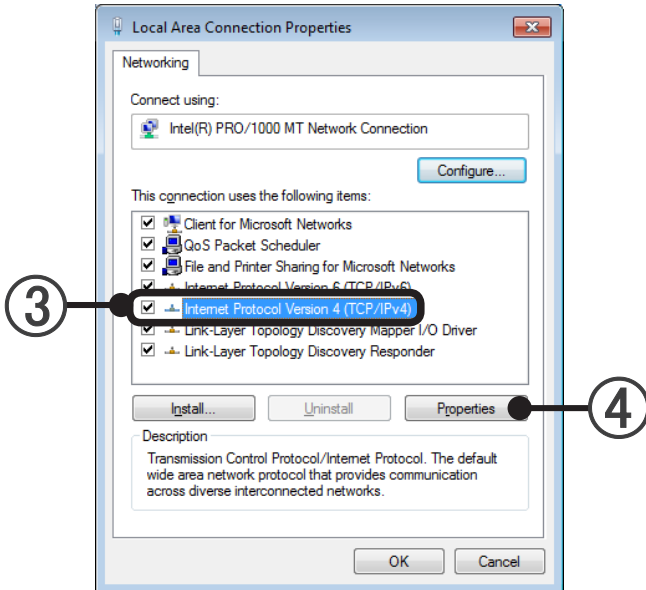 Local Area Connection Properties
Networking
Connect using:
Intel(R) PRO/1000 MT Network Connection
Configure...
This connection uses the following items:
Client for Microsoft Networks
QoS Packet Scheduler
File and Printer Sharing for Microsoft Networks
Internet Protocol Version 6 (TCP/IPv6)
③ Internet Protocol Version 4 (TCP/IPv4)
Link-Layer Topology Discovery Mapper I/O Driver
Link-Layer Topology Discovery Responder
Install... Uninstall Properties ④
Description
Transmission Control Protocol/Internet Protocol. The default
wide area network protocol that provides communication
across diverse interconnected networks.
OK Cancel